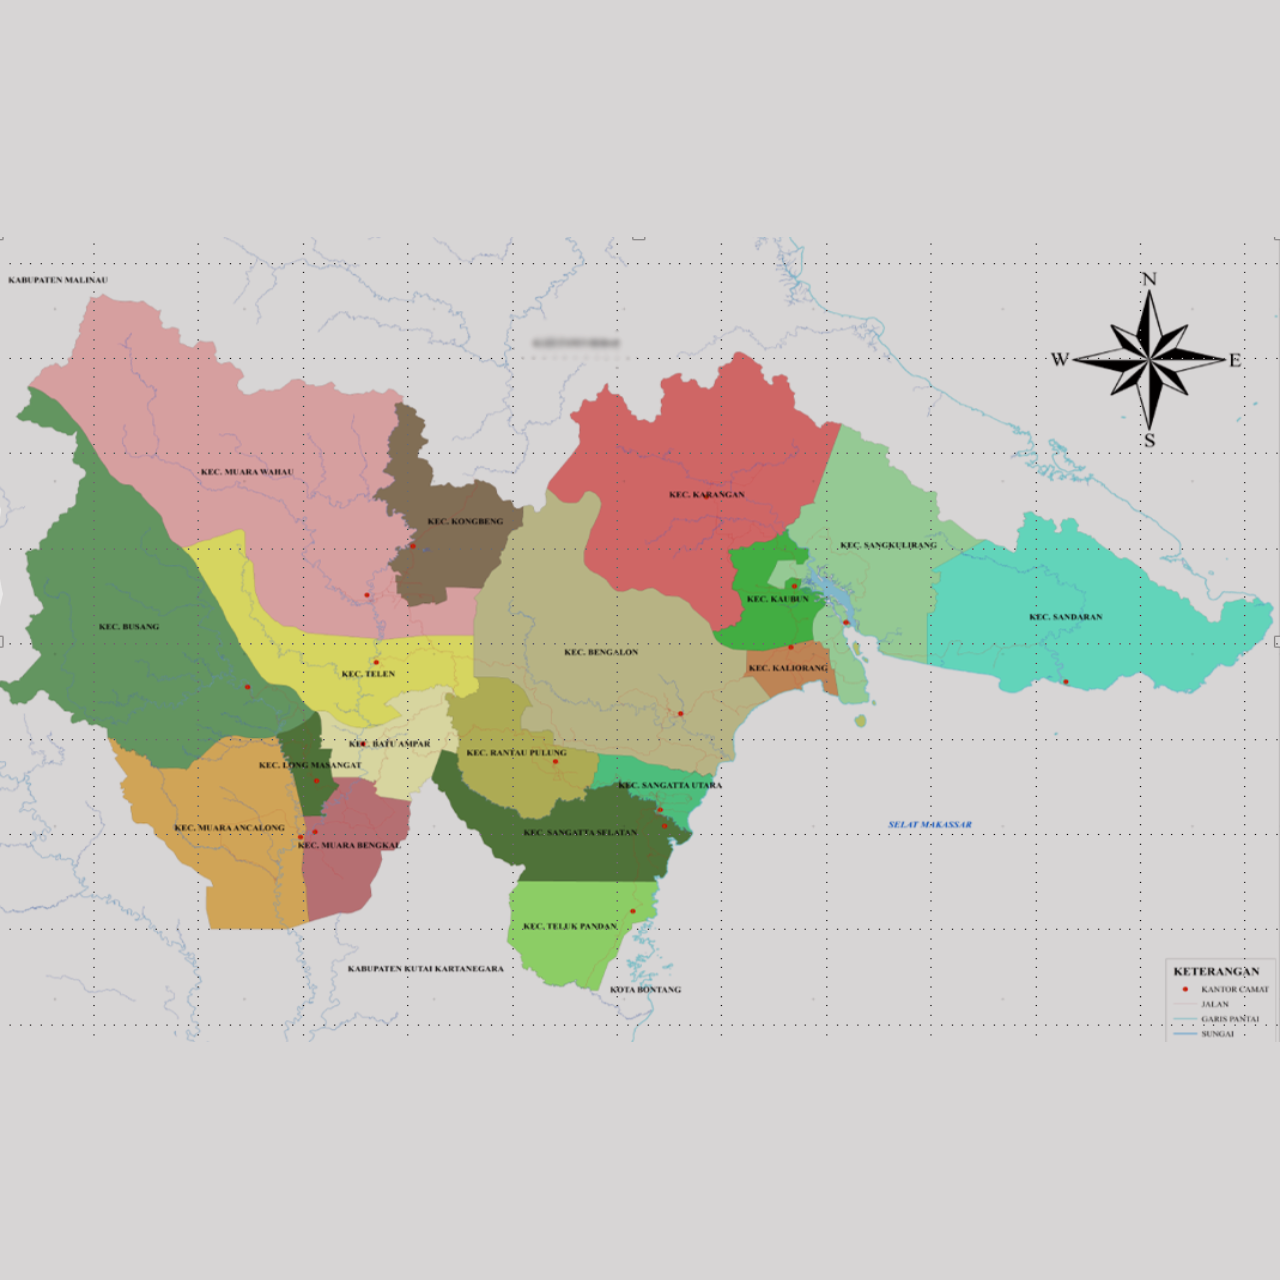 KABUPATEN MALINAU
N
W
E
S
KEC. MUARA WAHAU
KEC. KARANGAN
KEC. KONGBENG
KEC. SANGKULIRANG
KEC. KAUBUN
KEC. SANDARAN
KEC. BUSANG
KEC. BENGALON
KEC. TELEN
KEC. KALIORANG
KEC. BATU AMPAR
KEC. RANTAU PULUNG
KEC. LONG MASANGAT
KEC. SANGATTA UTARA
KEC. MUARA ANCALONG
KEC. SANGATTA SELATAN
SELAT MAKASSAR
KEC. MUARA BENGKAL
KEC. TELUK PANDAN
KABUPATEN KUTAI KARTANEGARA
KOTA BONTANG
KETERANGAN
KANTOR CAMAT
JALAN
GARIS PANTAI
SUNGAI